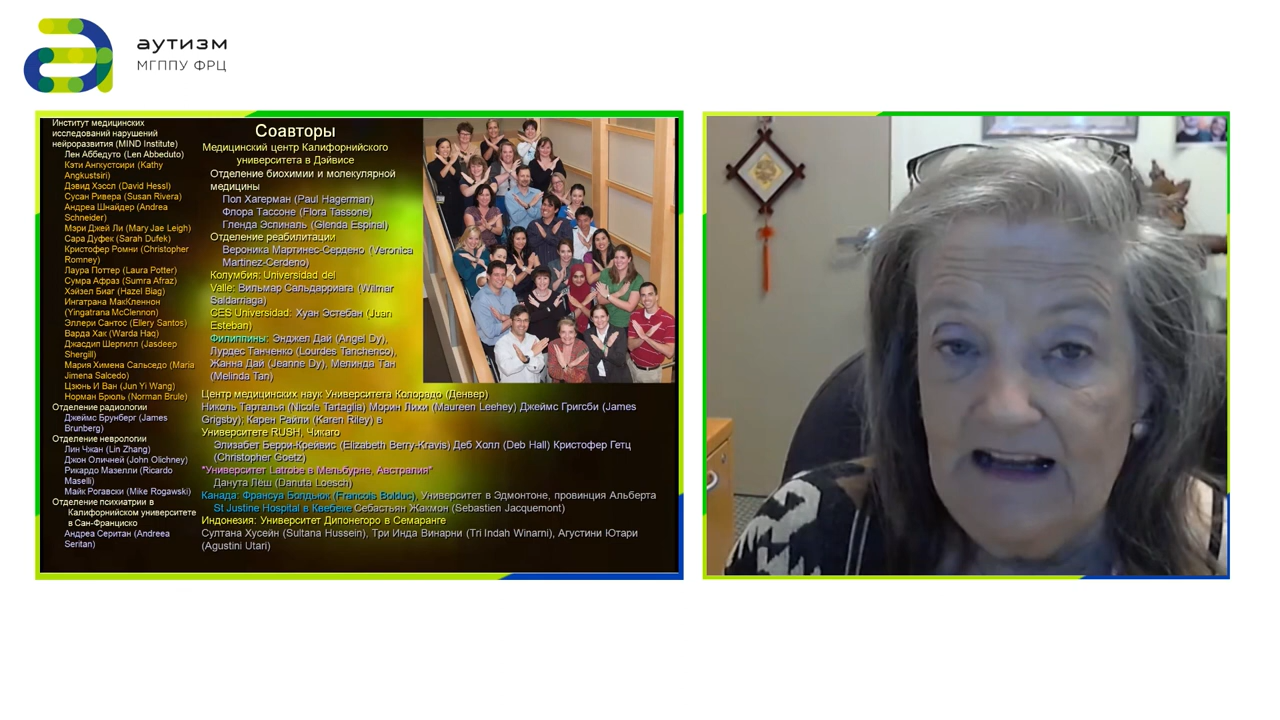 аутизм
МГППУ ФРЦ
Институт медицинских
исследований нарушений
нейроразвития (MIND Institute)
Лен Аббедуто (Len Abbeduto)
Кэти Ангкустсири (Kathy
Angkustsiri)
Дэвид Хэссл (David Hessl)
Сусан Ривера (Susan Rivera)
Андреа Шнайдер (Andrea
Schneider)
Мэри Джей Ли (Mary Jae Leigh)
Сара Дуфек (Sarah Dufek)
Кристофер Ромни (Christopher
Romney)
Лаура Поттер (Laura Potter)
Сумра Афраз (Sumra Afraz)
Хэйзел Биаг (Hazel Biag)
Ингатрана МакКленнон
(Yingatrana McClennon)
Эллери Сантос (Ellery Santos)
Варда Хак (Warda Haq)
Джасдип Шерилл (Jasdeep
Shergill)
Мария Химена Сальседо (Maria
Jimena Salcedo)
Цзюнь И Ван (Jun Yi Wang)
Норман Брюль (Norman Brule)
Отделение радиологии
Джеймс Брунберг (James
Brunberg)
Отделение неврологии
Лин Чжан (Lin Zhang)
Джон Оличней (John Olichney)
Рикардо Мазелли (Ricardo
Maselli)
Майк Рогавски (Mike Rogawski)
Отделение психиатрии в
Калифорнийском университете
в Сан-Франциско
Андреа Серитан (Andreea
Seritan)
Соавторы
Медицинский центр Калифорнийского
университета в Дэйвисе
Отделение биохимии и молекулярной
медицины
Пол Хагерман (Paul Hagerman)
Флора Тассоне (Flora Tassone)
Гленда Эспиналь (Glenda Espinal)
Отделение реабилитации
Вероника Мартинес-Сердено (Veronica
Martinez-Cerdeno)
Колумбия: Universidad del
Valle: Вильмар Сальдарриага (Wilmar
Saldarriaga)
CES Universidad: Хуан Эстебан (Juan
Esteban)
Филиппины: Энджел Дай (Angel Dy),
Лурдес Танченко (Lourdes Tanchenco),
Жанна Дай (Jeanne Dy), Мелинда Тан
(Melinda Tan)
Центр медицинских наук Университета Колорадо (Денвер)
Николь Тарталья (Nicole Tartaglia) Морин Лихи (Maureen Leehey) Джеймс Григсби (James
Grigsby); Карен Райли (Karen Riley) в
Университете RUSH, Чикаго
Элизабет Берри-Крейвис (Elizabeth Berry-Kravis) Деб Холл (Deb Hall) Кристофер Гетц
(Christopher Goetz)
"Университет Latrobe в Мельбурне, Австралия"
Данута Лёш (Danuta Loesch)
Канада: Франсуа Болдьюк (Francois Bolduc), Университет в Эдмонтоне, провинция Альберта
St Justine Hospital в Квебеке Себастьян Жакмон (Sebastien Jacquemont)
Индонезия: Университет Дипонегоро в Семаранге
Султана Хусейн (Sultana Hussein), Три Инда Винарни (Tri Indah Winarni), Агустини Ютари
(Agustini Utari)